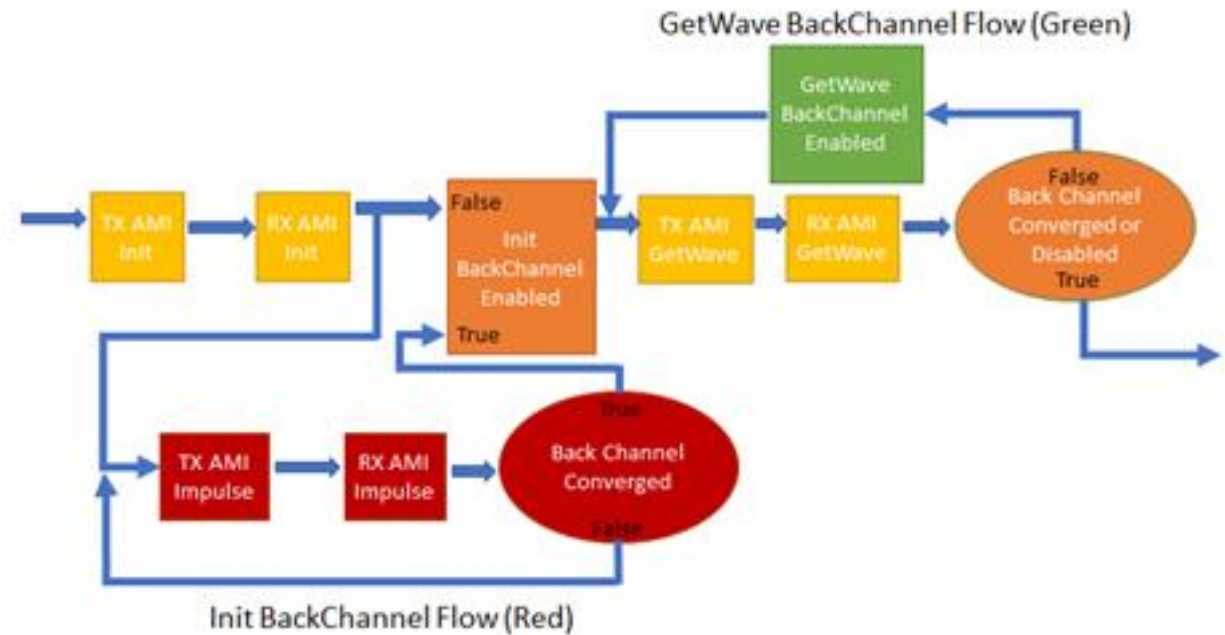 GetWave BackChannel Flow (Green)
GetWave
BackChannel
Enabled
TX AMI
Init
RX AMI
Init
False
Init
BackChannel
Enabled
True
TX AMI
GetWave
RX AMI
GetWave
False
Back Channel
Converged or
Disabled
True
TX AMI
Impulse
RX AMI
Impulse
True
Back Channel
Converged
False
Init BackChannel Flow (Red)